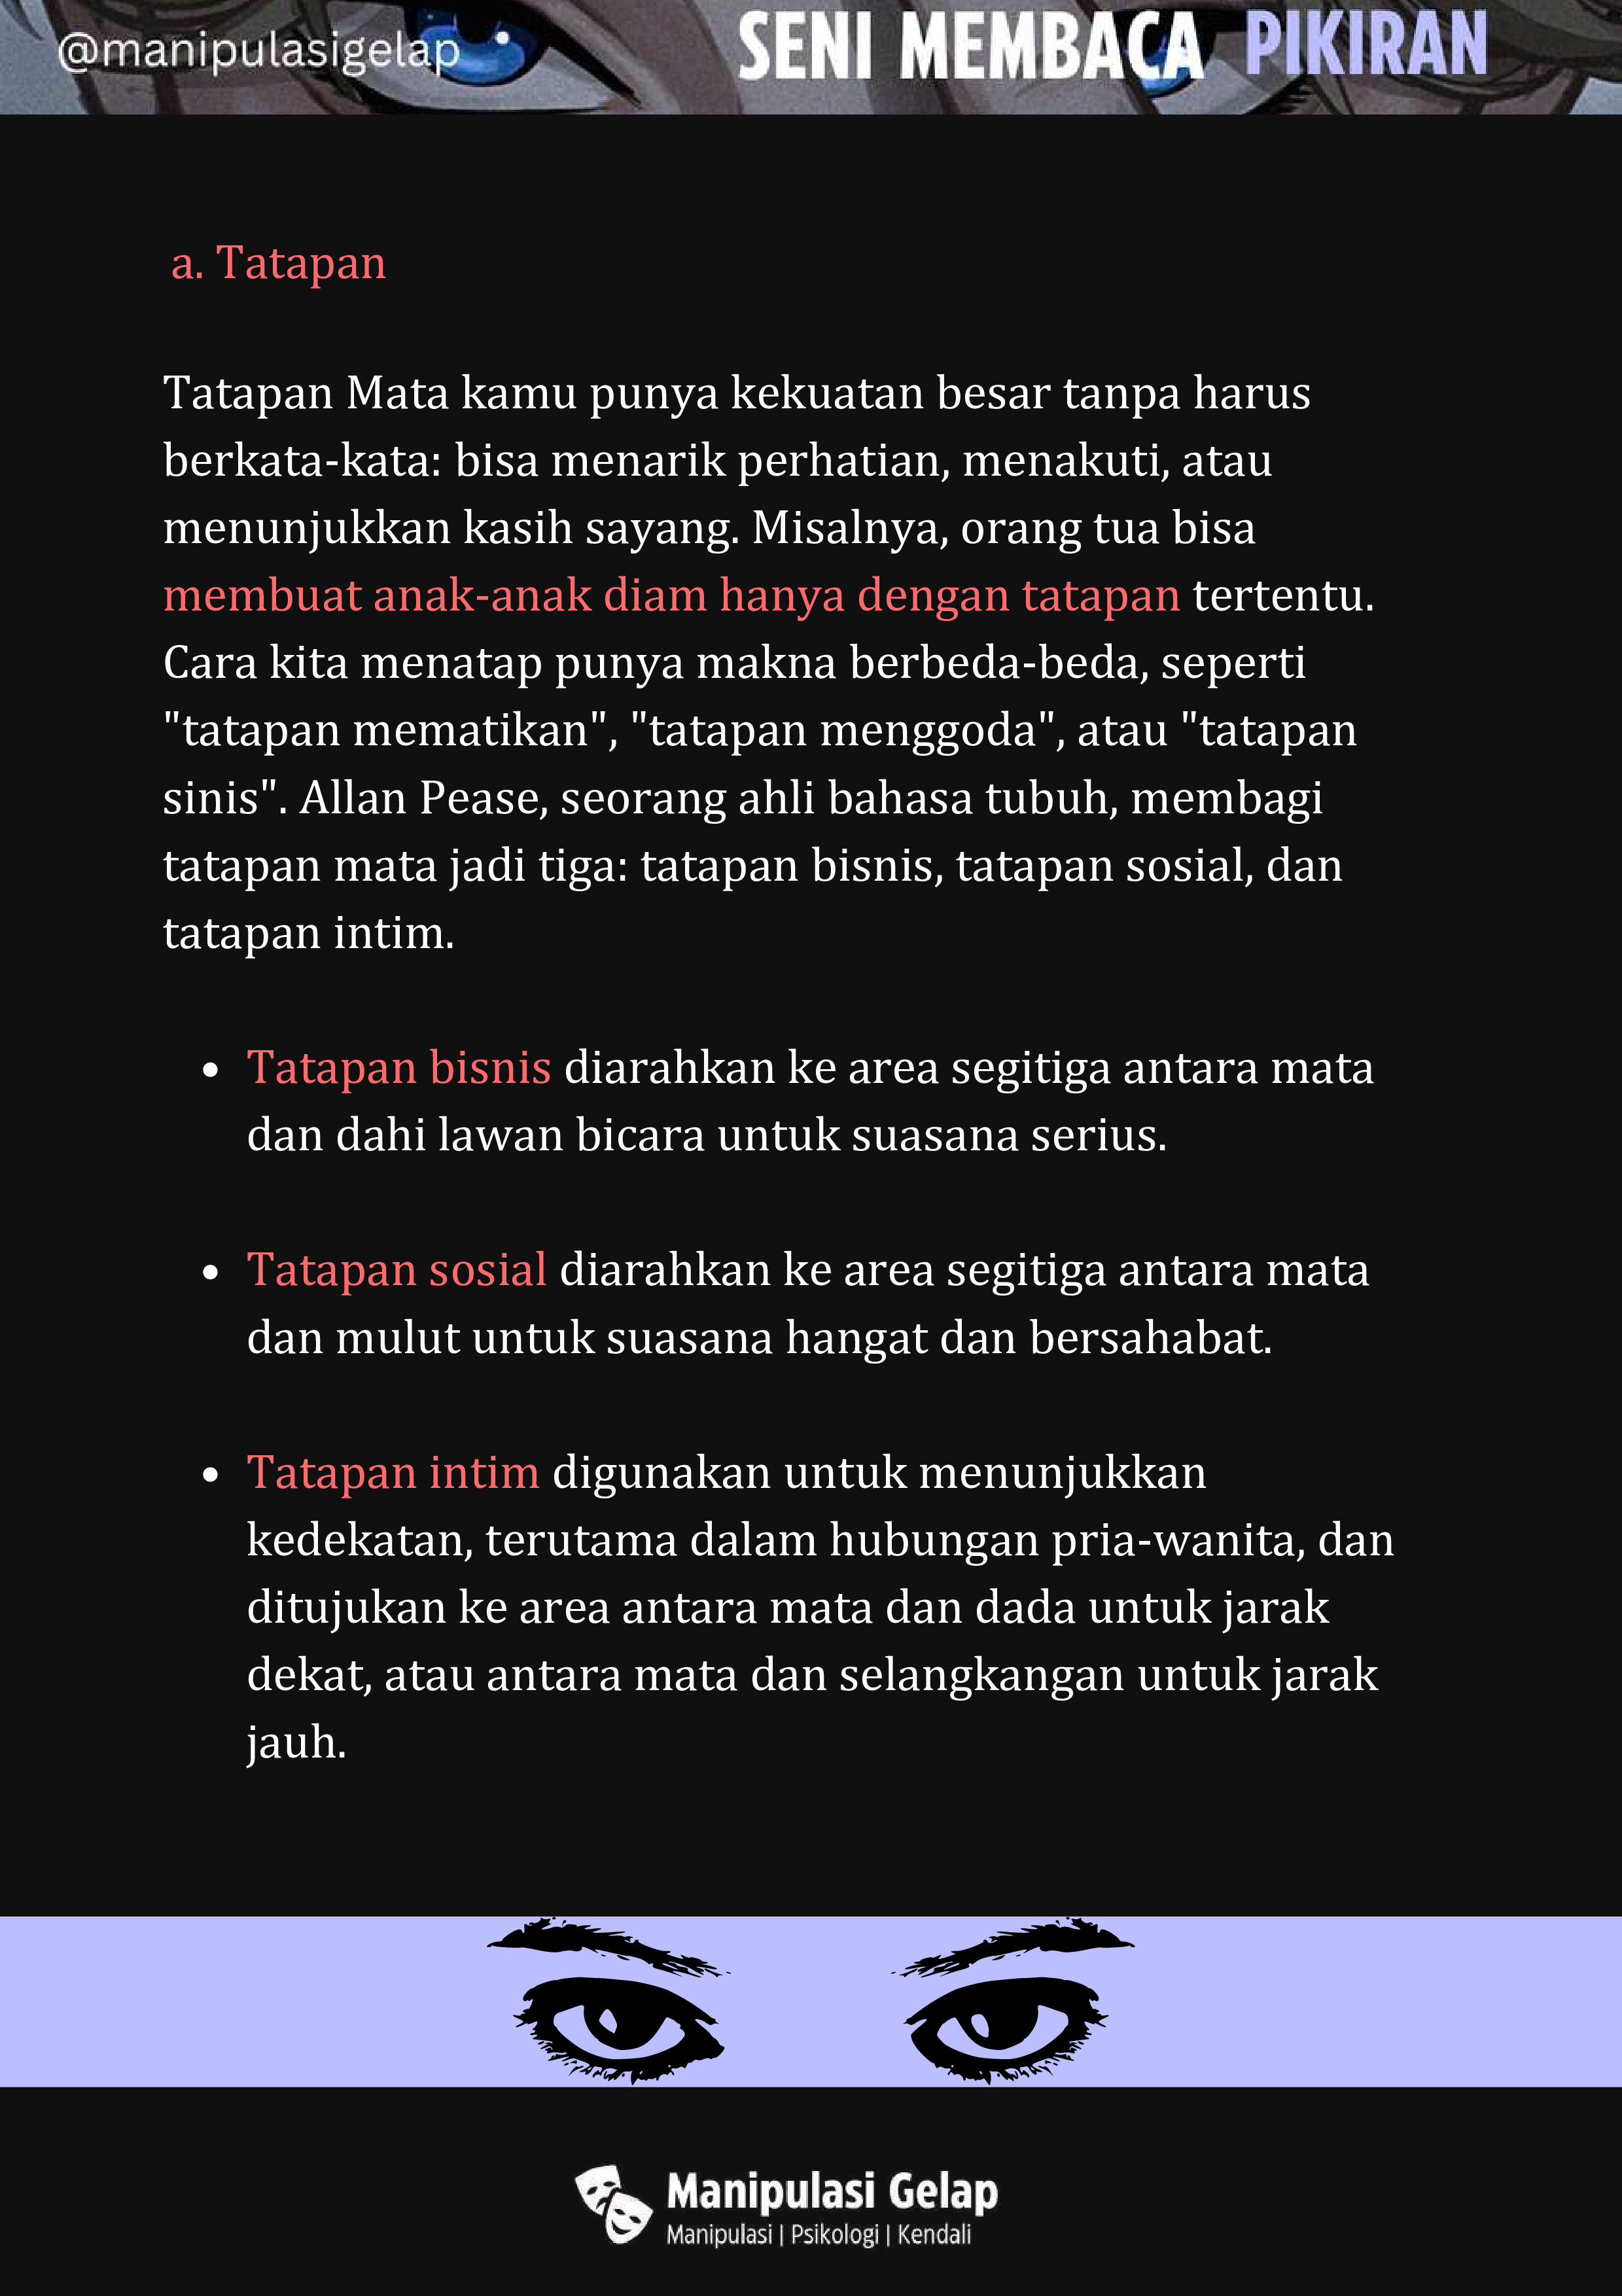 @manipulasigelap
SENI MEMBACA PIKIRAN
a. Tatapan
Tatapan Mata kamu punya kekuatan besar tanpa harus
berkata-kata: bisa menarik perhatian, menakuti, atau
menunjukkan kasih sayang. Misalnya, orang tua bisa
membuat anak-anak diam hanya dengan tatapan tertentu.
Cara kita menatap punya makna berbeda-beda, seperti
"tatapan mematikan", "tatapan menggoda", atau "tatapan
sinis". Allan Pease, seorang ahli bahasa tubuh, membagi
tatapan mata jadi tiga: tatapan bisnis, tatapan sosial, dan
tatapan intim.
• Tatapan bisnis diarahkan ke area segitiga antara mata
dan dahi lawan bicara untuk suasana serius.
• Tatapan sosial diarahkan ke area segitiga antara mata
dan mulut untuk suasana hangat dan bersahabat.
• Tatapan intim digunakan untuk menunjukkan
kedekatan, terutama dalam hubungan pria-wanita, dan
ditujukan ke area antara mata dan dada untuk jarak
dekat, atau antara mata dan selangkangan untuk jarak
jauh.
Manipulasi Gelap
Manipulasi | Psikologi | Kendali